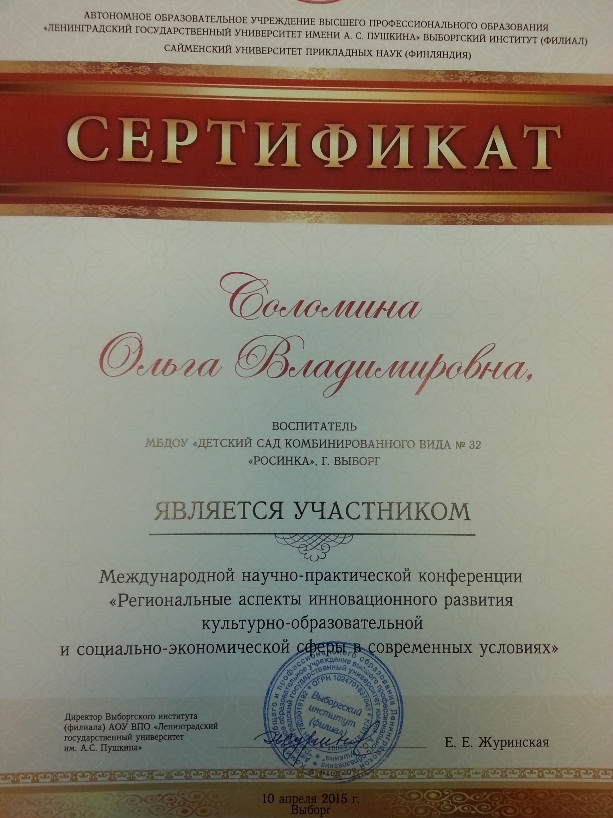 АВТОНОМНОЕ ОБРАЗОВАТЕЛЬНОЕ УЧРЕЖДЕНИЕ ВЫСШЕГО ПРОФЕССИОНАЛЬНОГО ОБРАЗОВАНИЯ
«ЛЕНИНГРАДСКИЙ ГОСУДАРСТВЕННЫЙ УНИВЕРСИТЕТ ИМЕНИ А. С. ПУШКИНА» ВЫБОРГСКИЙ ИНСТИТУТ (ФИЛИАЛ)
САЙМЕНСКИЙ УНИВЕРСИТЕТ ПРИКЛАДНЫХ НАУК (ФИНЛЯНДИЯ)
СЕРТИФИКАТ
Соломина
Ольга Владимировна,
ВОСПИТАТЕЛЬ
МБДОУ «ДЕТСКИЙ САД КОМБИНИРОВАННОГО ВИДА № 32
«РОСИНКА», Г. ВЫБОРГ
ЯВЛЯЕТСЯ УЧАСТНИКОМ
Международной научно-практической конференции
«Региональные аспекты инновационного развития
культурно-образовательной
и социально-экономической сферы в современных условиях»
Выборгский
институт
(филиал)
Директор Выборгского института
(филиала) АОУ ВПО «Ленинградский
государственный университет
им. А.С. Пушкина»
Е. Е. Журинская
10 апреля 2015 г.
Выборг